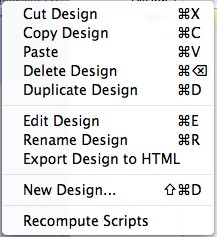 Cut Design ⌘X
Copy Design ⌘C
Paste ⌘V
Delete Design ⌘⌫
Duplicate Design ⌘D
Edit Design ⌘E
Rename Design ⌘R
Export Design to HTML
New Design... ⇧⌘D
Recompute Scripts